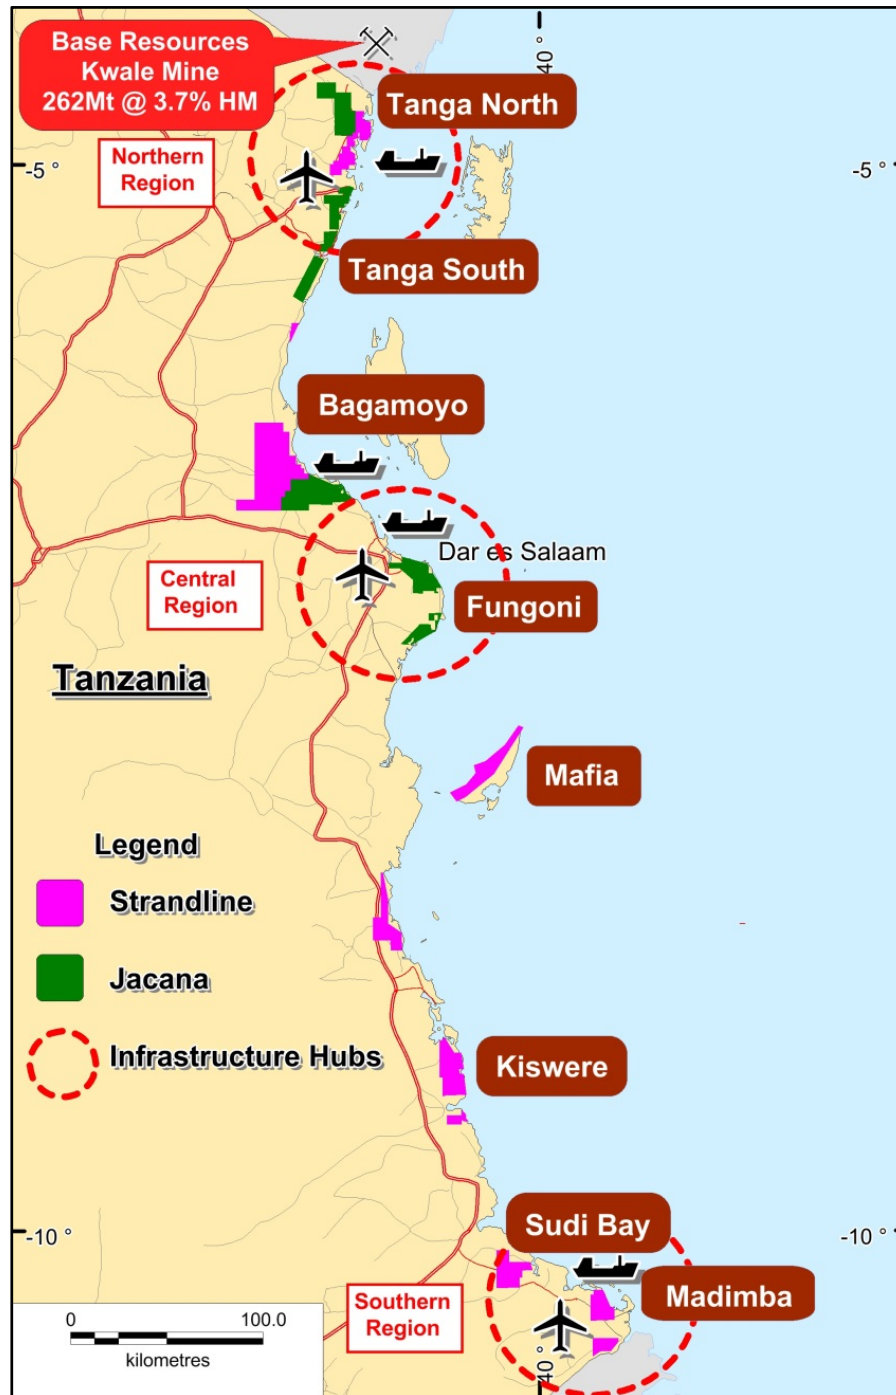 Base Resources
Kwale Mine
262Mt @ 3.7% HM
40 °
Tanga North
Northern
Region
-5 °
-5 °
Tanga South
Bagamoyo
Dar es Salaam
Central
Region
Fungoni
Tanzania
Mafia
Legend
Strandline
Jacana
Infrastructure Hubs
Kiswere
-10 °
-10 °
Sudi Bay
Madimba
Southern
Region
0
100.0
kilometres
40 °